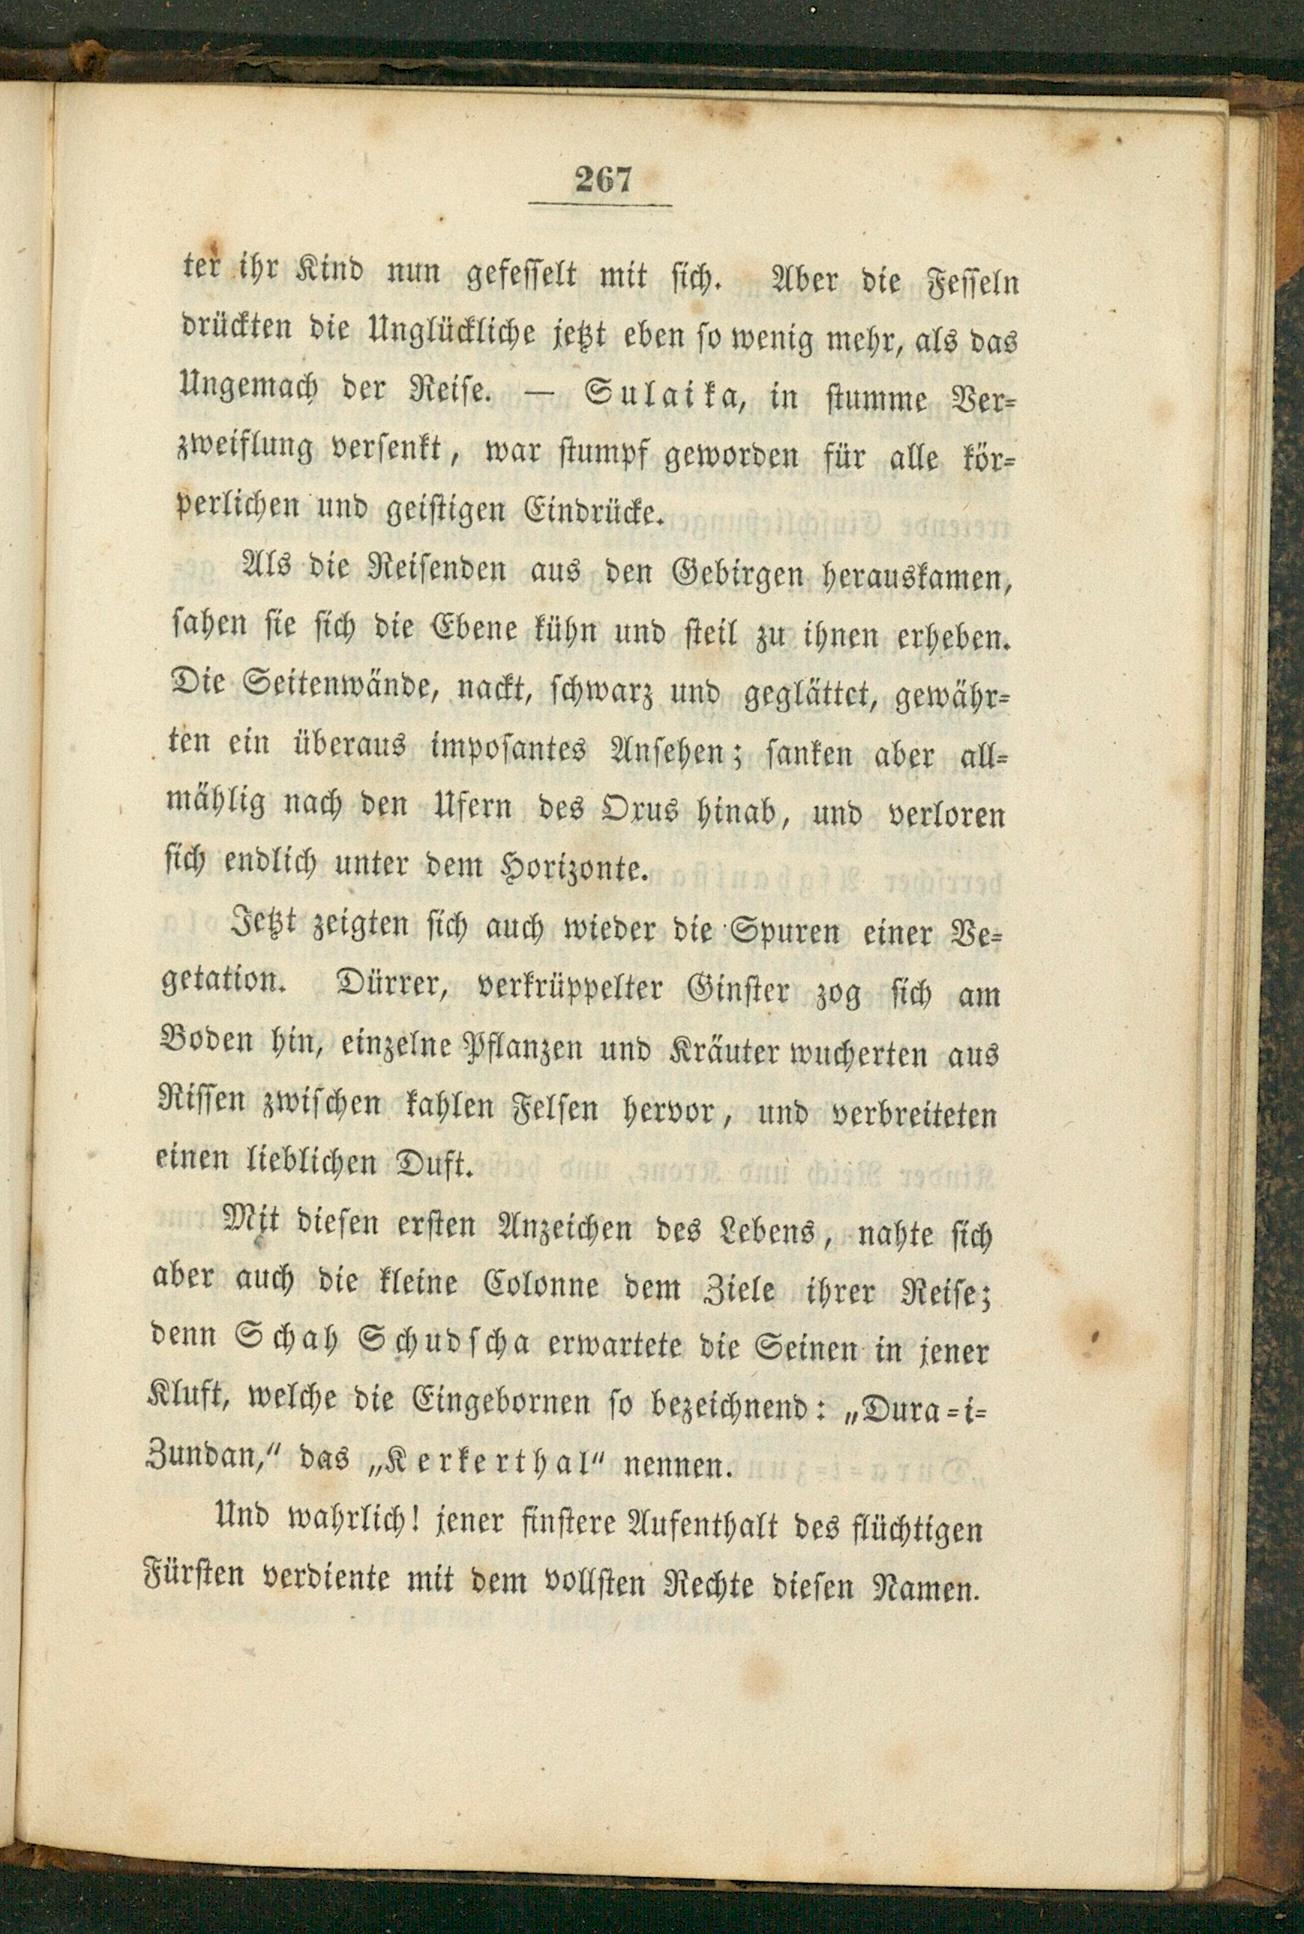 267
ter ihr Kind nun gefesselt mit sich. Aber die Fesseln
drückten die Unglückliche jetzt eben so wenig mehr, als das
Ungemach der Reise. — Sulaika, in stumme Ver-
zweiflung versenkt, war stumpf geworden für alle kör-
perlichen und geistigen Eindrücke.
Als die Reisenden aus den Gebirgen herauskamen,
sahen sie sich die Ebene kühn und steil zu ihnen erheben.
Die Seitenwände, nackt, schwarz und geglättet, gewähr-
ten ein überaus imposantes Ansehen; sanken aber all-
mählig nach den Ufern des Oxus hinab, und verloren
sich endlich unter dem Horizonte.
Jetzt zeigten sich auch wieder die Spuren einer Ve-
getation. Dürrer, verkrüppelter Ginster zog sich am
Boden hin, einzelne Pflanzen und Kräuter wucherten aus
Rissen zwischen kahlen Felsen hervor, und verbreiteten
einen lieblichen Duft.
Mit diesen ersten Anzeichen des Lebens, nahte sich
aber auch die kleine Colonne dem Ziele ihrer Reise;
denn Schah Schudscha erwartete die Seinen in jener
Kluft, welche die Eingebornen so bezeichnend: „Dura-i-
Zundan,“ das „Kerkerthal“ nennen.
Und wahrlich! jener finstere Aufenthalt des flüchtigen
Fürsten verdiente mit dem vollsten Rechte diesen Namen.